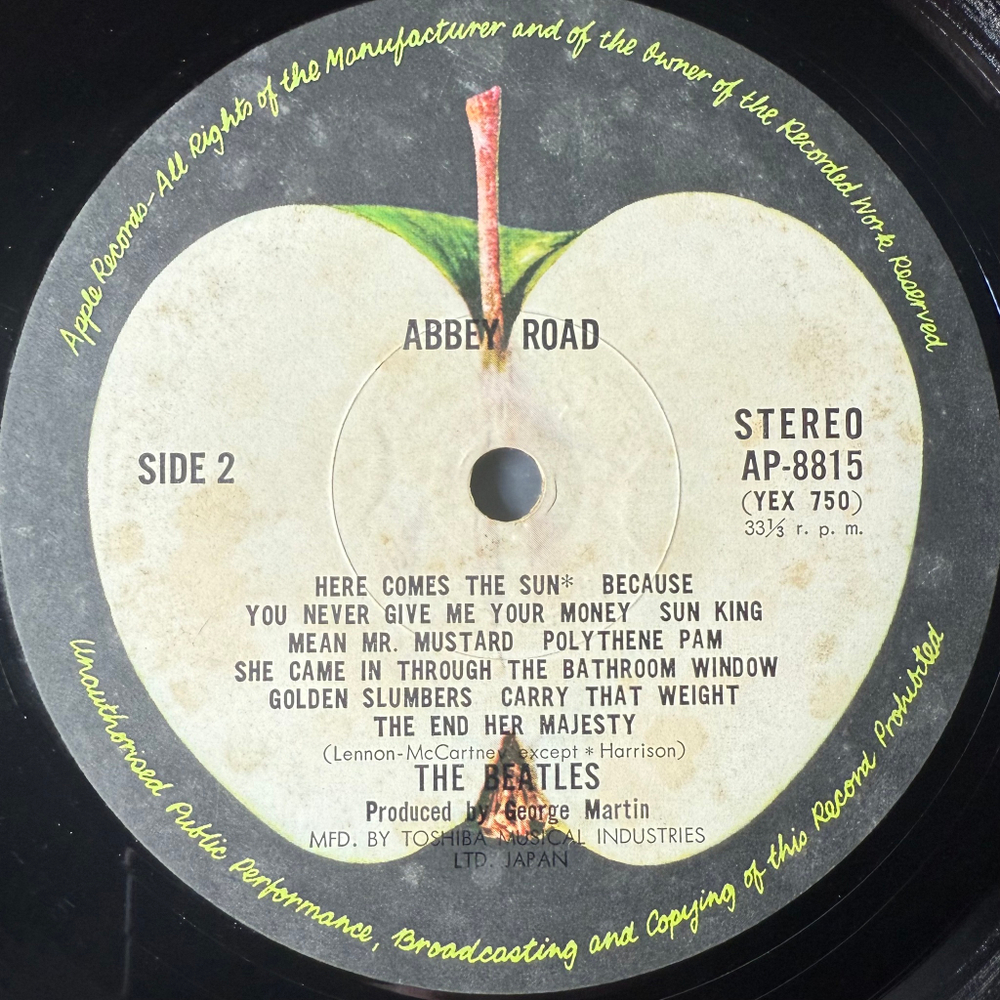 Apple Records-All Rights of the Manufacturer and of the Owner of the Recorded Work Reserved
ABBEY ROAD
SIDE 2
STEREO
AP-8815
(YEX 750)
33⅓ r. p. m.
HERE COMES THE SUN* BECAUSE
YOU NEVER GIVE ME YOUR MONEY SUN KING
MEAN MR. MUSTARD POLYTHENE PAM
SHE CAME IN THROUGH THE BATHROOM WINDOW
GOLDEN SLUMBERS CARRY THAT WEIGHT
THE END HER MAJESTY
(Lennon-McCartney except * Harrison)
THE BEATLES
Produced by George Martin
MFD. BY TOSHIBA MUSICAL INDUSTRIES
LTD. JAPAN
Unauthorised Public Performance, Broadcasting and Copying of this Record Prohibited